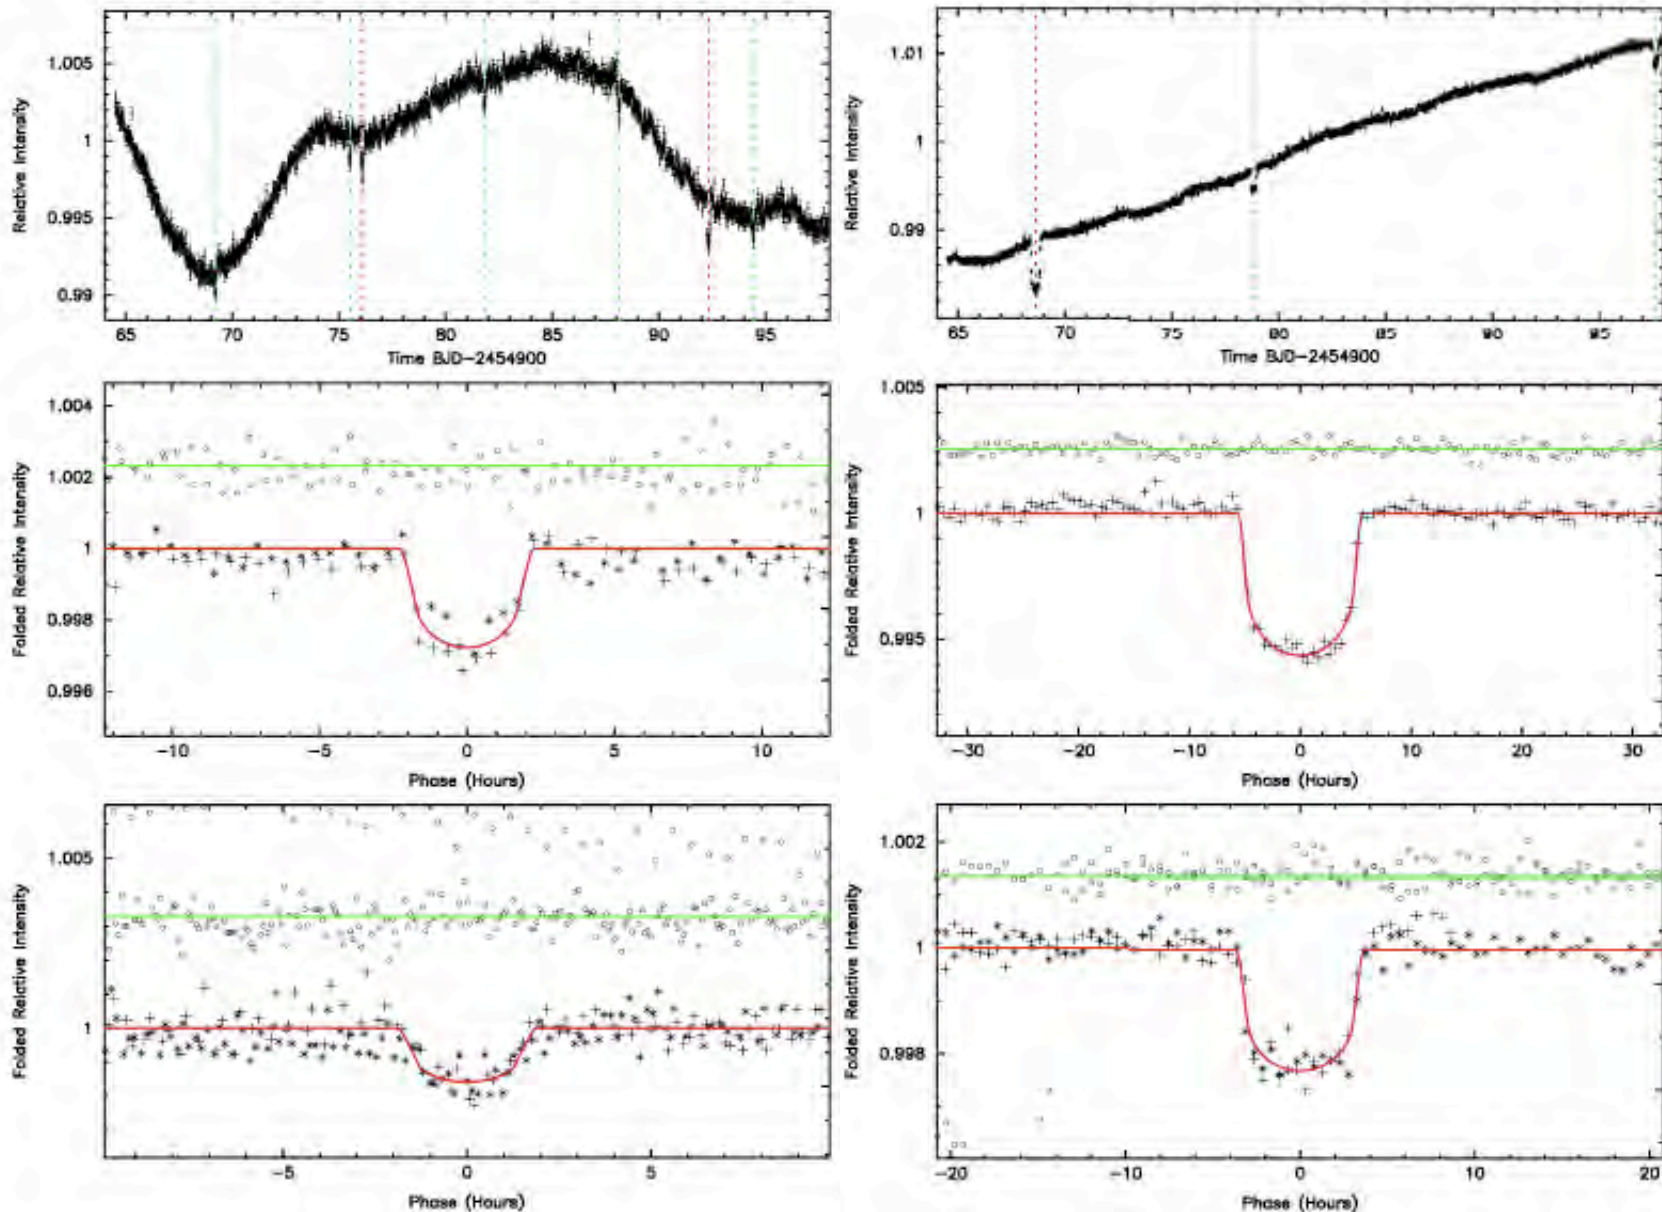 1.005
1
0.995
0.99
Relative Intensity
65 70 75 80 85 90 95
Time BJD-2454900
1.01
1
0.99
Relative Intensity
65 70 75 80 85 90 95
Time BJD-2454900
1.004
1.002
1
0.998
0.996
Folded Relative Intensity
-10 -5 0 5 10
Phase (Hours)
1.005
1
0.995
Folded Relative Intensity
-30 -20 -10 0 10 20 30
Phase (Hours)
1.005
1
Folded Relative Intensity
-5 0 5
Phase (Hours)
1.002
1
0.998
Folded Relative Intensity
-20 -10 0 10 20
Phase (Hours)